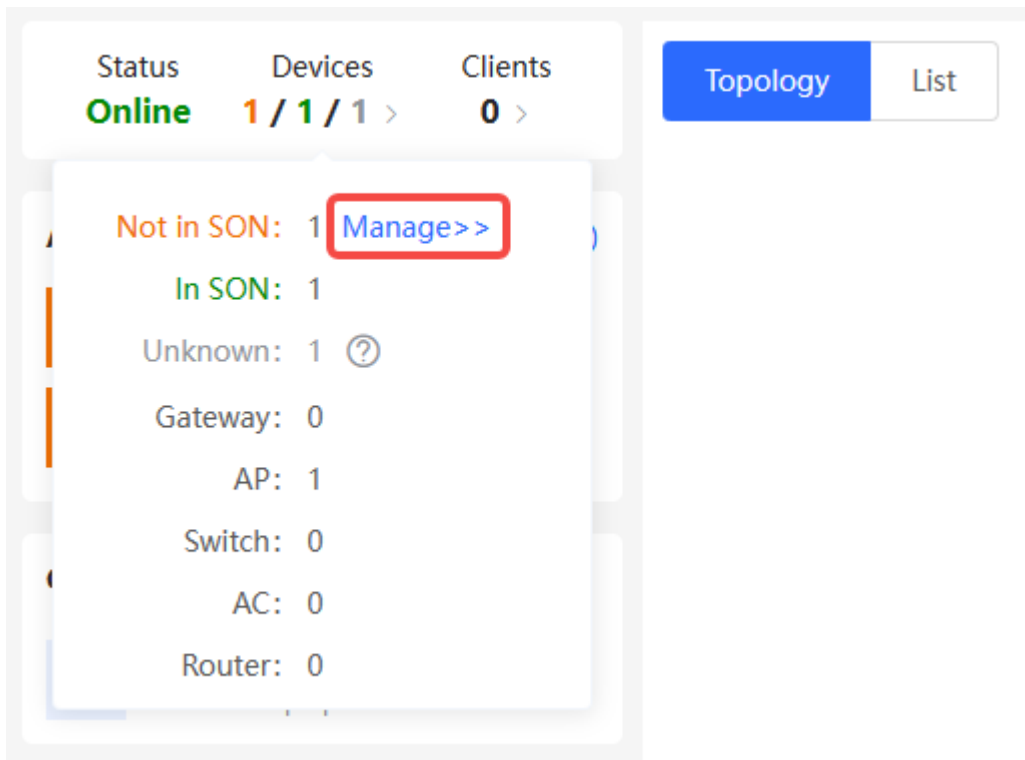 Status Devices Clients
Online 1 / 1 / 1 > 0 >
Topology List
Not in SON: 1 Manage>>
In SON: 1
Unknown: 1 ?
Gateway: 0
AP: 1
Switch: 0
AC: 0
Router: 0